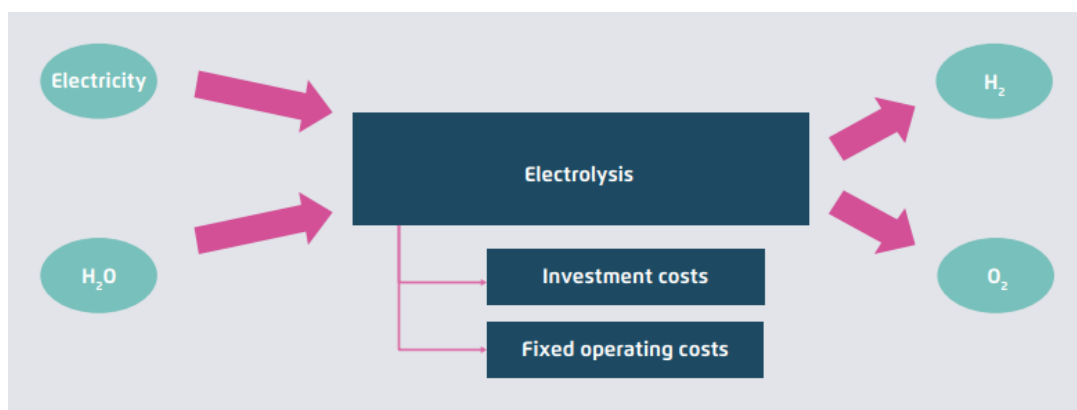 Electricity
H₂
Electrolysis
H₂O
Investment costs
O₂
Fixed operating costs